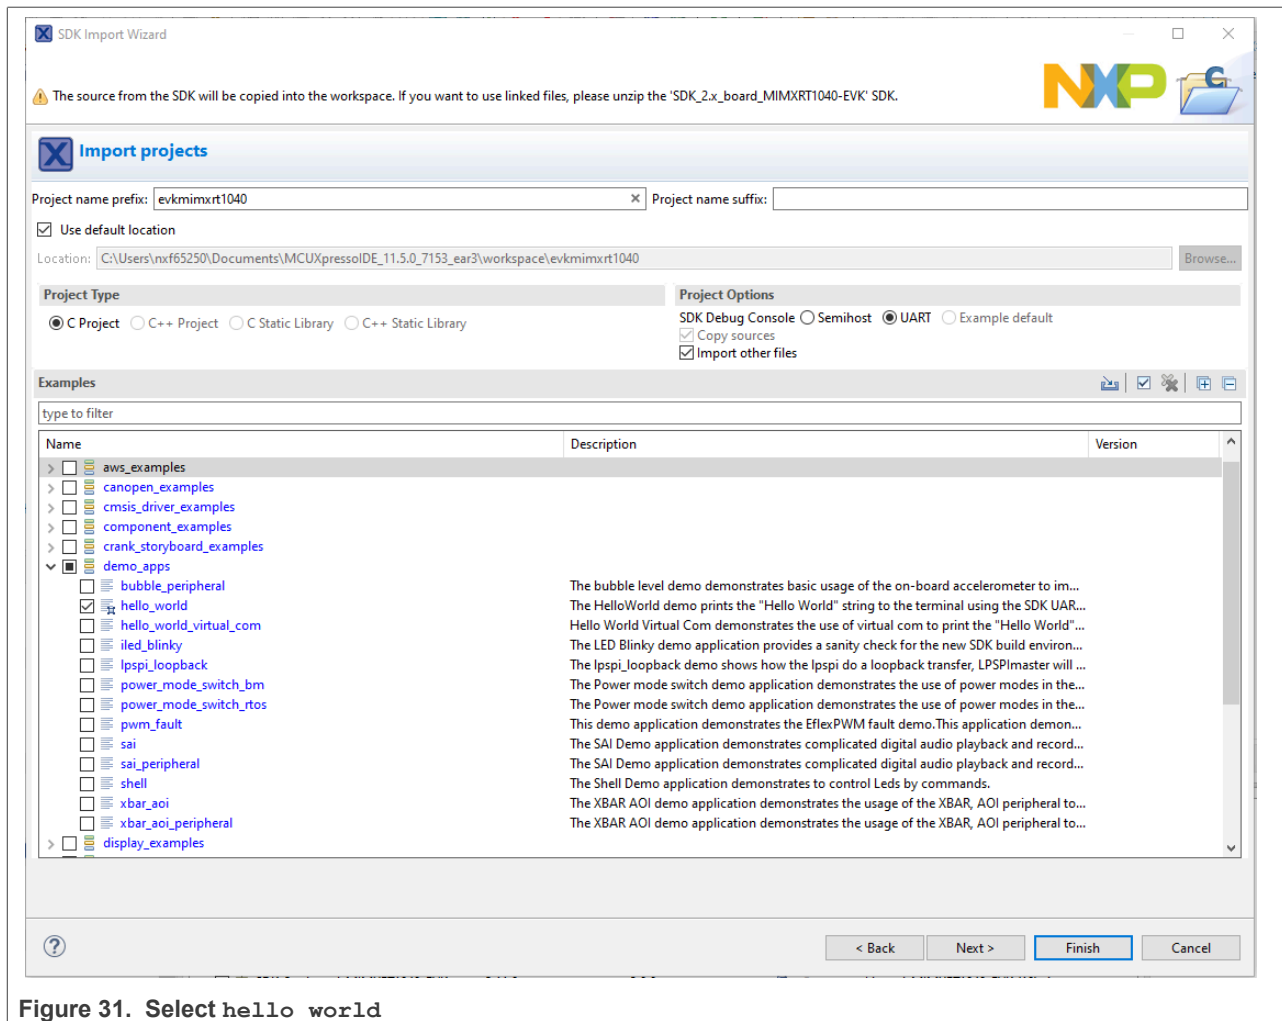 SDK Import Wizard
NXP
The source from the SDK will be copied into the workspace. If you want to use linked files, please unzip the 'SDK_2.x_board_MIMXRT1040-EVK' SDK.
Import projects
Project name prefix: evkmimxrt1040 Project name suffix:
Use default location
Location: C:\Users\nxf65250\Documents\MCUXpressoIDE_11.5.0_7153_ear3\workspace\evkmimxrt1040 Browse...
Project Type Project Options
C Project C++ Project C Static Library C++ Static Library SDK Debug Console Semihost UART Example default
Copy sources
Import other files
Examples
type to filter
Name Description Version
aws_examples
canopen_examples
cmsis_driver_examples
component_examples
crank_storyboard_examples
demo_apps
bubble_peripheral The bubble level demo demonstrates basic usage of the on-board accelerometer to im...
hello_world The HelloWorld demo prints the "Hello World" string to the terminal using the SDK UAR...
hello_world_virtual_com Hello World Virtual Com demonstrates the use of virtual com to print the "Hello World"...
iled_blinky The LED Blinky demo application provides a sanity check for the new SDK build environ...
lpspi_loopback The lpspi_loopback demo shows how the lpspi do a loopback transfer, LPSPImaster will ...
power_mode_switch_bm The Power mode switch demo application demonstrates the use of power modes in the...
power_mode_switch_rtos The Power mode switch demo application demonstrates the use of power modes in the...
pwm_fault This demo application demonstrates the EflexPWM fault demo.This application demon...
sai The SAI Demo application demonstrates complicated digital audio playback and record...
sai_peripheral The SAI Demo application demonstrates complicated digital audio playback and record...
shell The Shell Demo application demonstrates to control Leds by commands.
xbar_aoi The XBAR AOI demo application demonstrates the usage of the XBAR, AOI peripheral to...
xbar_aoi_peripheral The XBAR AOI demo application demonstrates the usage of the XBAR, AOI peripheral to...
display_examples
< Back Next > Finish Cancel
Figure 31. Select hello world